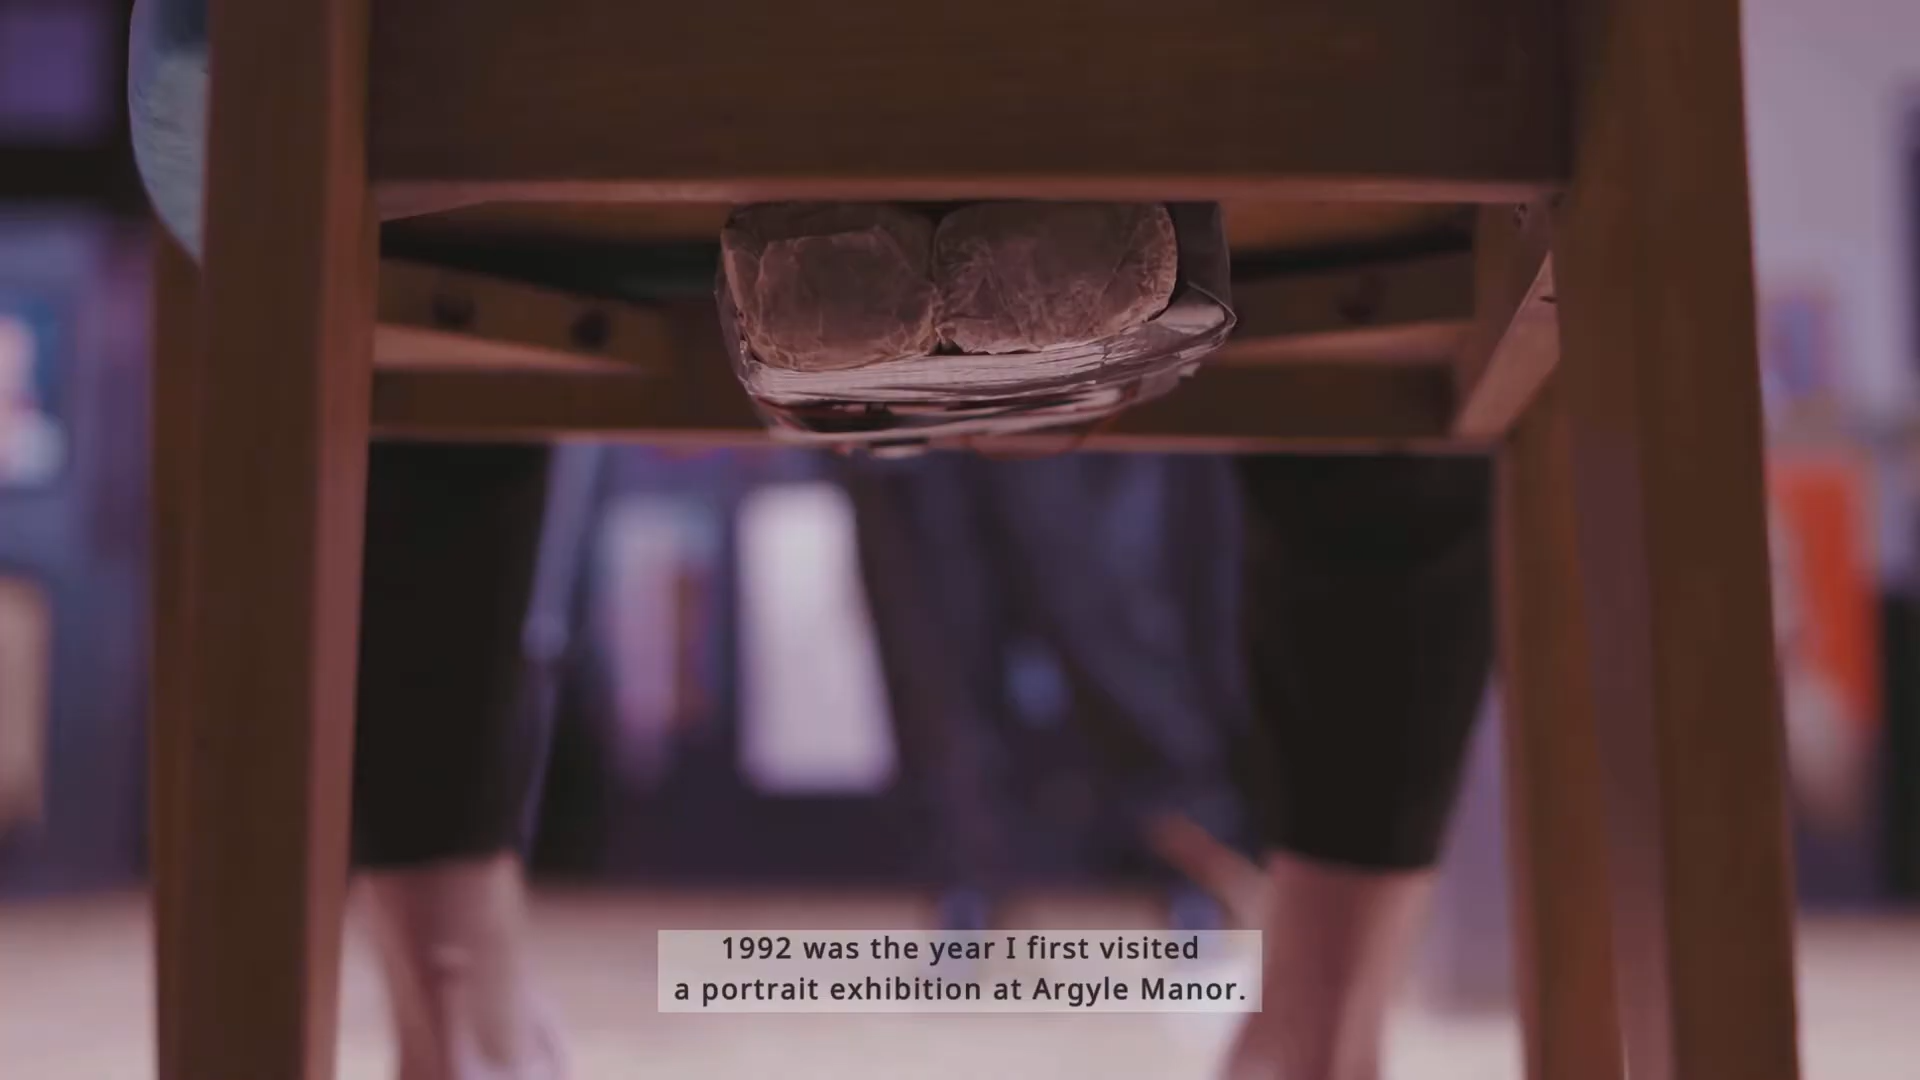 1992 was the year I first visited
a portrait exhibition at Argyle Manor.